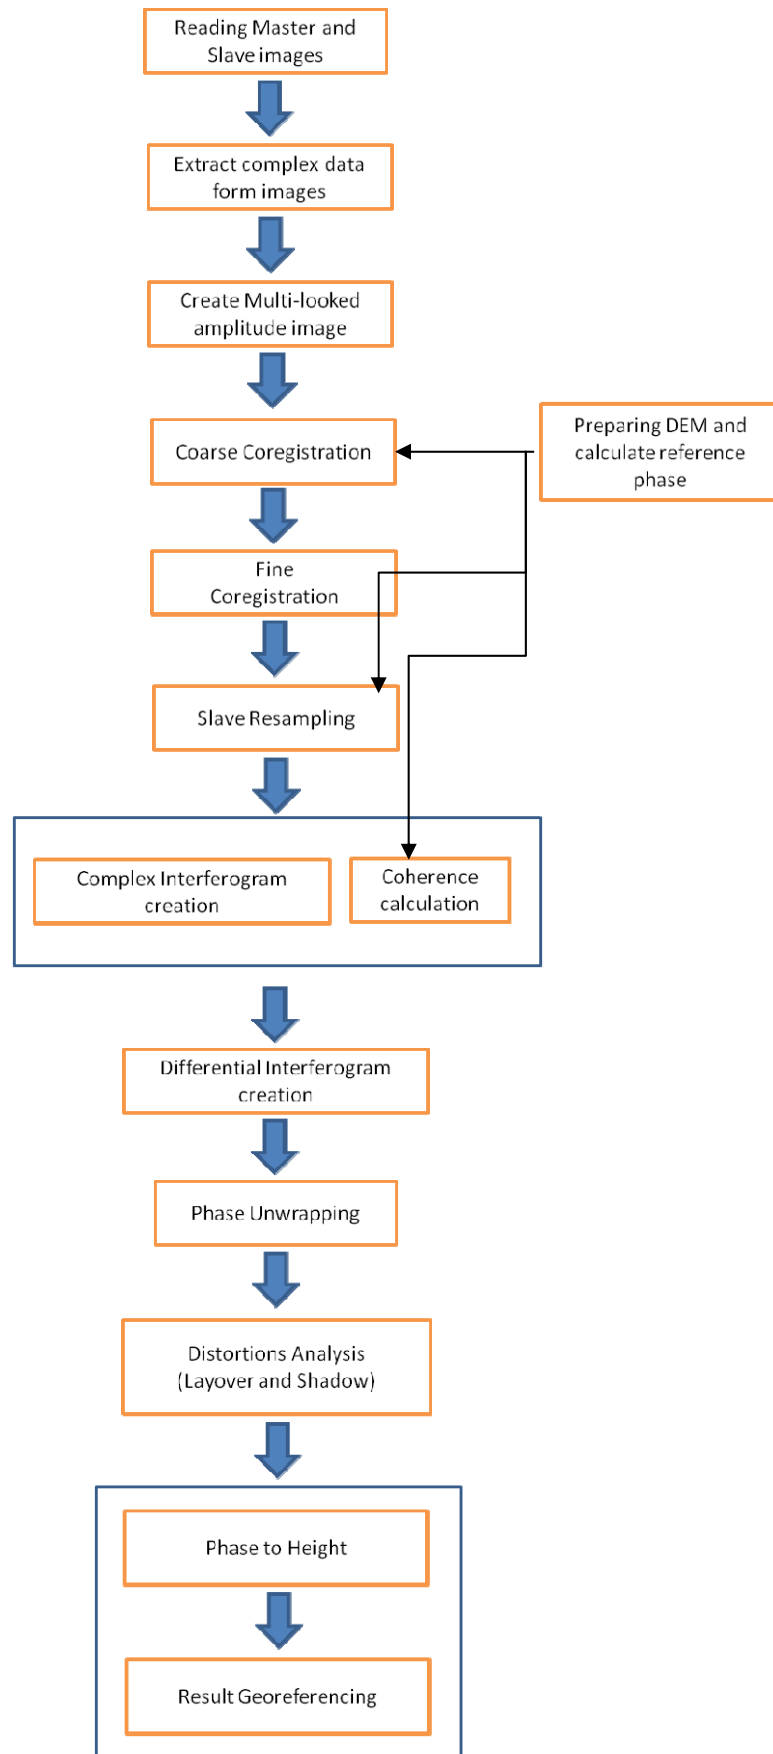 Reading Master and
Slave images
Extract complex data
form images
Create Multi-looked
amplitude image
Coarse Coregistration
Preparing DEM and
calculate reference
phase
Fine
Coregistration
Slave Resampling
Complex Interferogram
creation
Coherence
calculation
Differential Interferogram
creation
Phase Unwrapping
Distortions Analysis
(Layover and Shadow)
Phase to Height
Result Georeferencing